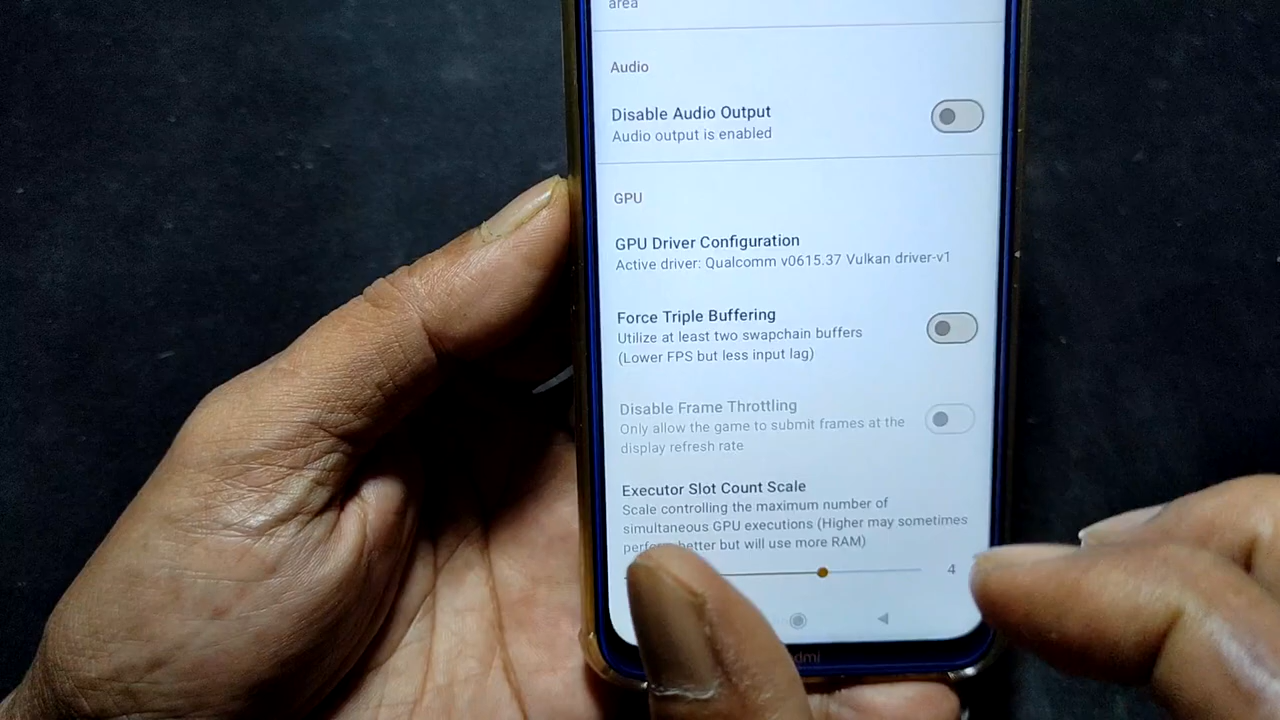 area
Audio
Disable Audio Output
Audio output is enabled
GPU
GPU Driver Configuration
Active driver: Qualcomm v0615.37 Vulkan driver-v1
Force Triple Buffering
Utilize at least two swapchain buffers
(Lower FPS but less input lag)
Disable Frame Throttling
Only allow the game to submit frames at the
display refresh rate
Executor Slot Count Scale
Scale controlling the maximum number of
simultaneous GPU executions (Higher may sometimes
better but will use more RAM)
4